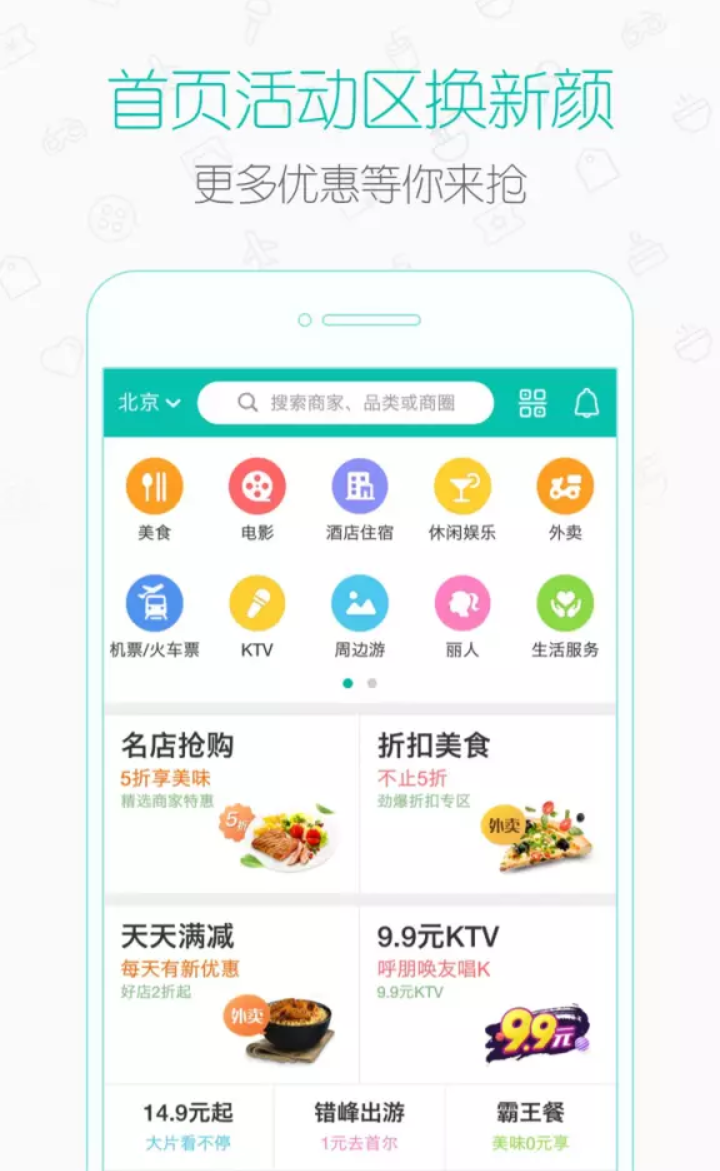 首页活动区换新颜
更多优惠等你来抢
北京
搜索商家、品类或商圈
美食
电影
酒店住宿
休闲娱乐
外卖
机票/火车票
KTV
周边游
丽人
生活服务
名店抢购
5折享美味
精选商家特惠
5折
折扣美食
不止5折
劲爆折扣专区
外卖
天天满减
每天有新优惠
好店2折起
外卖
9.9元KTV
呼朋唤友唱K
9.9元KTV
9.9元
14.9元起
大片看不停
错峰出游
1元去首尔
霸王餐
美味0元享